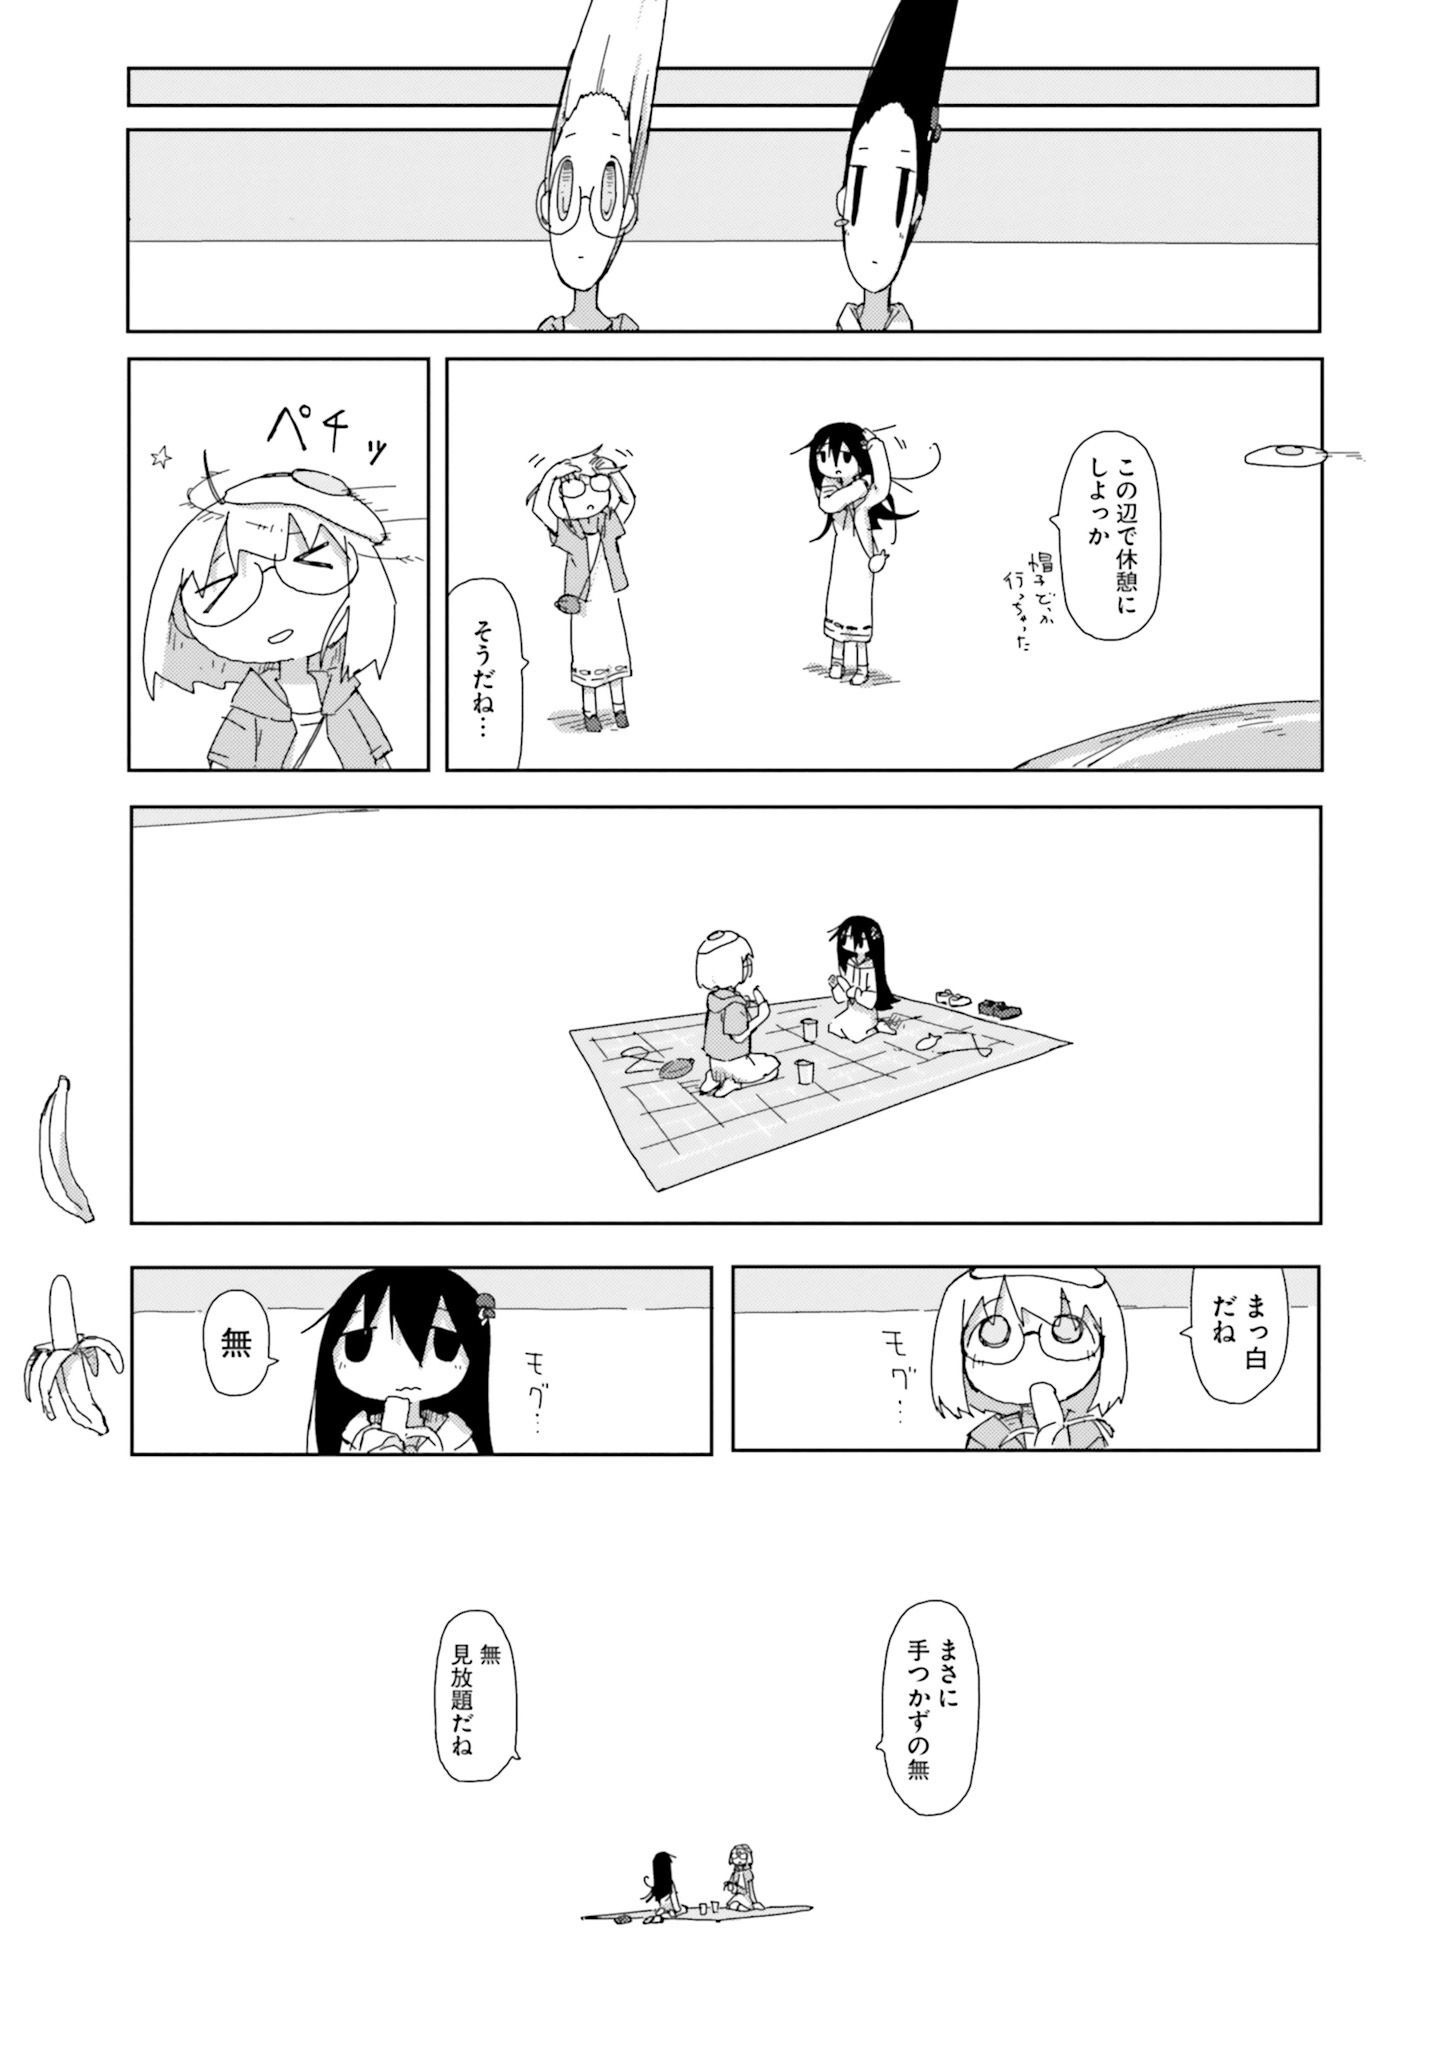 この辺で休憩に
しよっか
帽子どっか
行っちゃった
そうだね…
ペチッ
まっ白
だね
モグ…
モグ…
無
まさに
手つかずの無
無
見放題だね